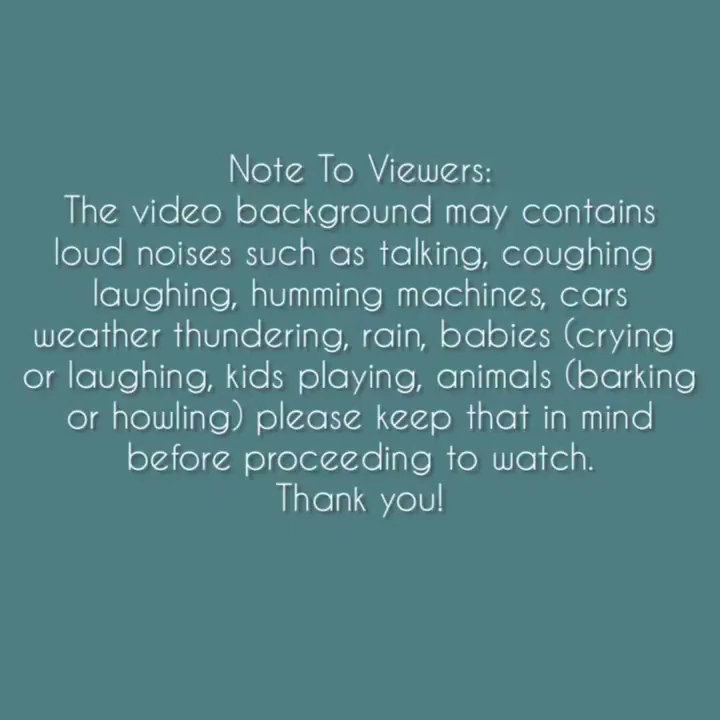 Note To Viewers:
The video background may contains
loud noises such as talking, coughing
laughing, humming machines, cars
weather thundering, rain, babies (crying
or laughing, kids playing, animals (barking
or howling) please keep that in mind
before proceeding to watch.
Thank you!